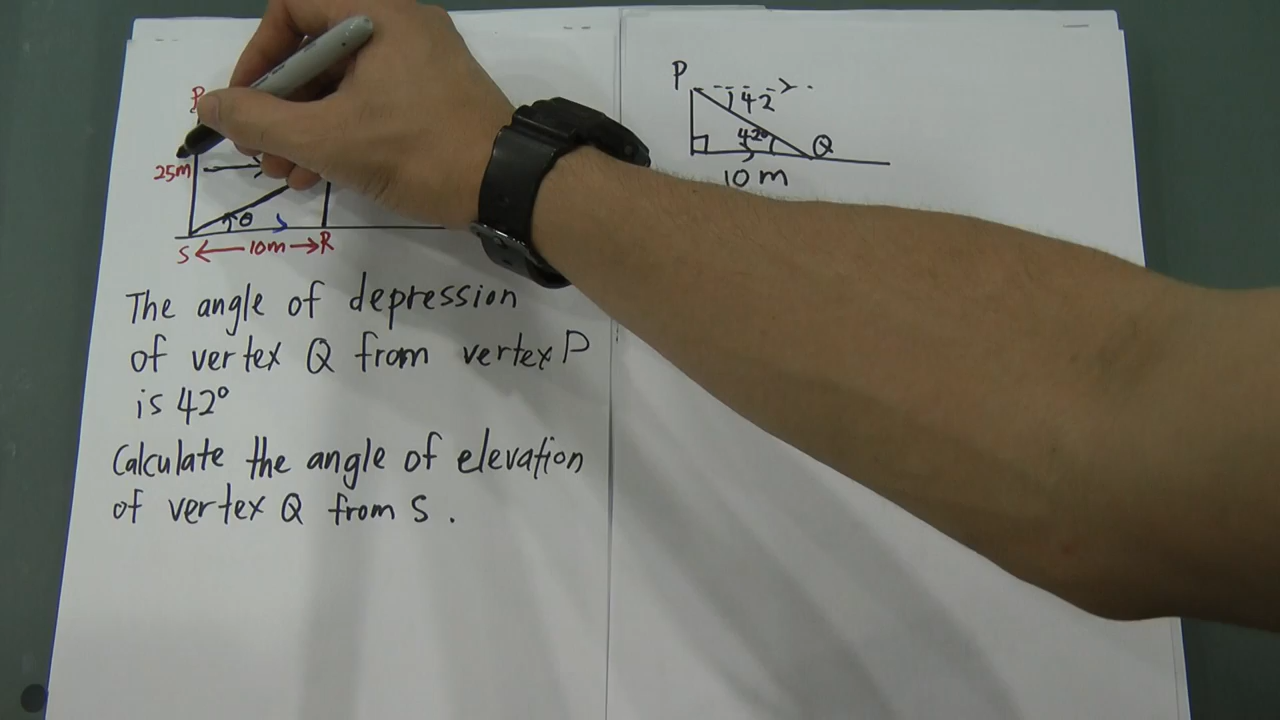 P
25m
θ
S 10m R
The angle of depression
of vertex Q from vertex P
is 42°
Calculate the angle of elevation
of vertex Q from S.
P
42
42° Q
10 m